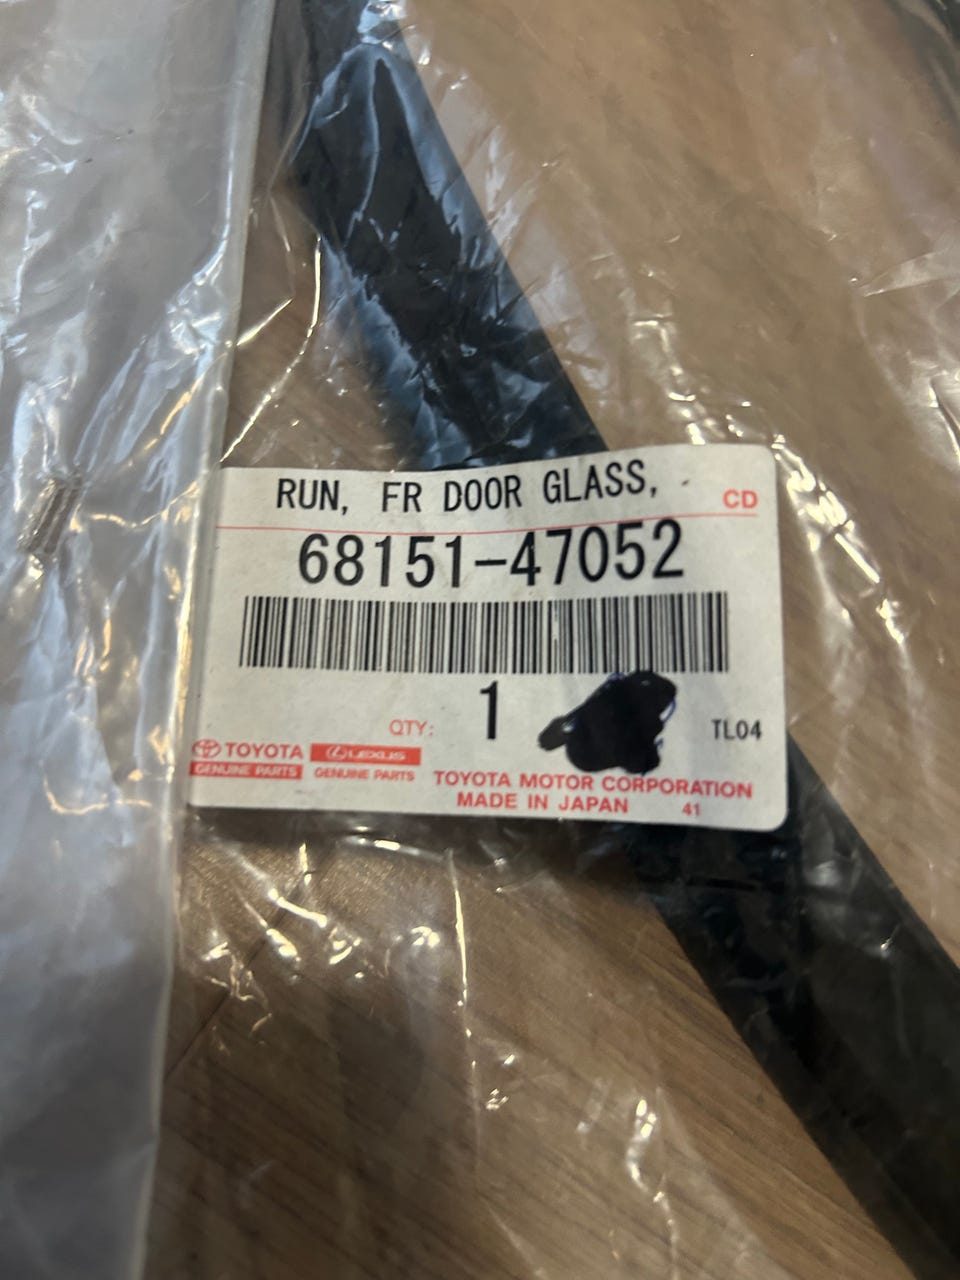 RUN, FR DOOR GLASS,
CD
68151-47052
QTY: 1
TL04
TOYOTA
GENUINE PARTS
LEXUS
GENUINE PARTS
TOYOTA MOTOR CORPORATION
MADE IN JAPAN 41